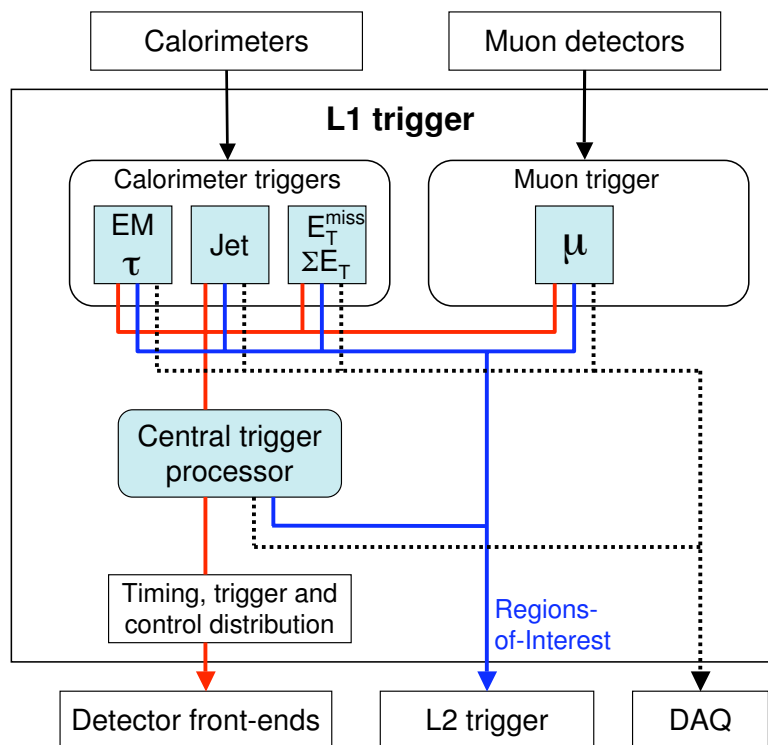 Calorimeters
Muon detectors
L1 trigger
Calorimeter triggers
Muon trigger
EM
τ
Jet
E_T^miss
ΣE_T
μ
Central trigger
processor
Timing, trigger and
control distribution
Regions-
of-Interest
Detector front-ends
L2 trigger
DAQ